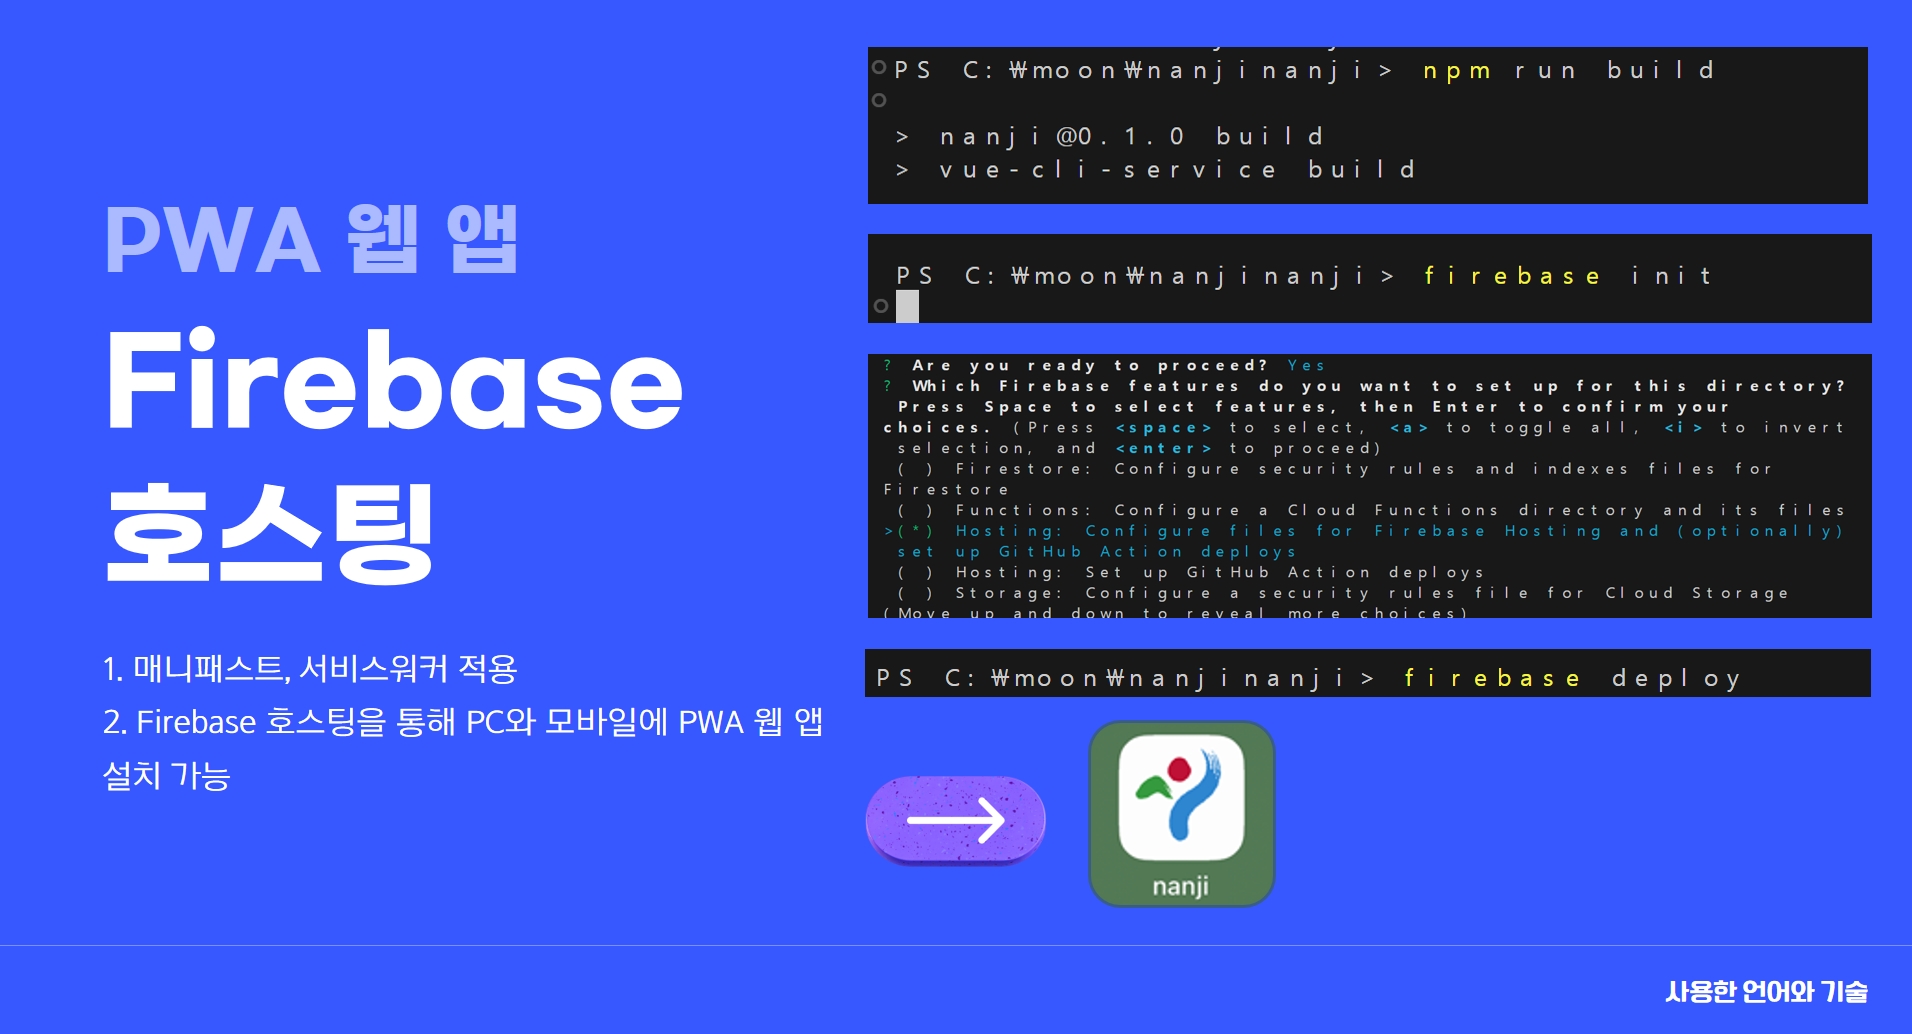 PWA 웹 앱
Firebase
호스팅
1. 매니패스트, 서비스워커 적용
2. Firebase 호스팅을 통해 PC와 모바일에 PWA 웹 앱
설치 가능
PS C:₩moon₩nanjinanji> npm run build
> nanji@0.1.0 build
> vue-cli-service build
PS C:₩moon₩nanjinanji> firebase init
? Are you ready to proceed? Yes
? Which Firebase features do you want to set up for this directory?
Press Space to select features, then Enter to confirm your
choices. (Press <space> to select, <a> to toggle all, <i> to invert
selection, and <enter> to proceed)
( ) Firestore: Configure security rules and indexes files for
Firestore
( ) Functions: Configure a Cloud Functions directory and its files
>(*) Hosting: Configure files for Firebase Hosting and (optionally)
set up GitHub Action deploys
( ) Hosting: Set up GitHub Action deploys
( ) Storage: Configure a security rules file for Cloud Storage
(Move up and down to reveal more choices)
PS C:₩moon₩nanjinanji> firebase deploy
nanji
사용한 언어와 기술